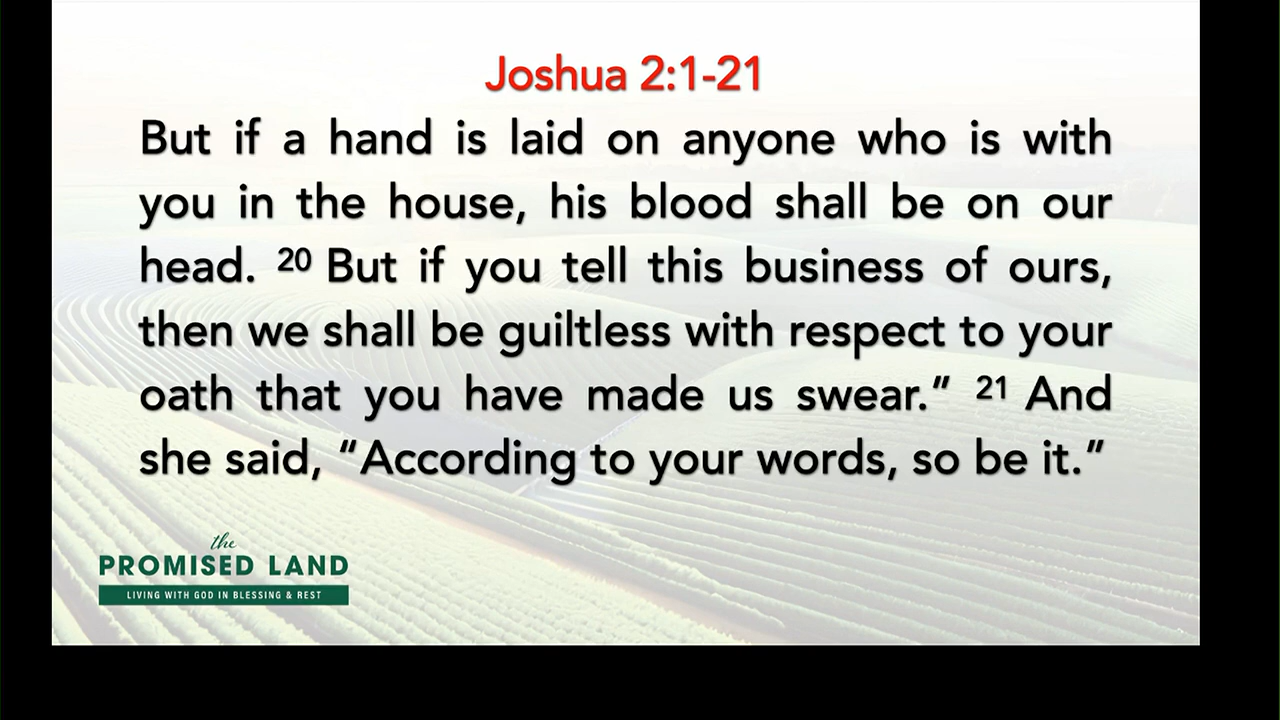 Joshua 2:1-21
But if a hand is laid on anyone who is with
you in the house, his blood shall be on our
head. 20 But if you tell this business of ours,
then we shall be guiltless with respect to your
oath that you have made us swear.” 21 And
she said, “According to your words, so be it.”
the
PROMISED LAND
LIVING WITH GOD IN BLESSING & REST